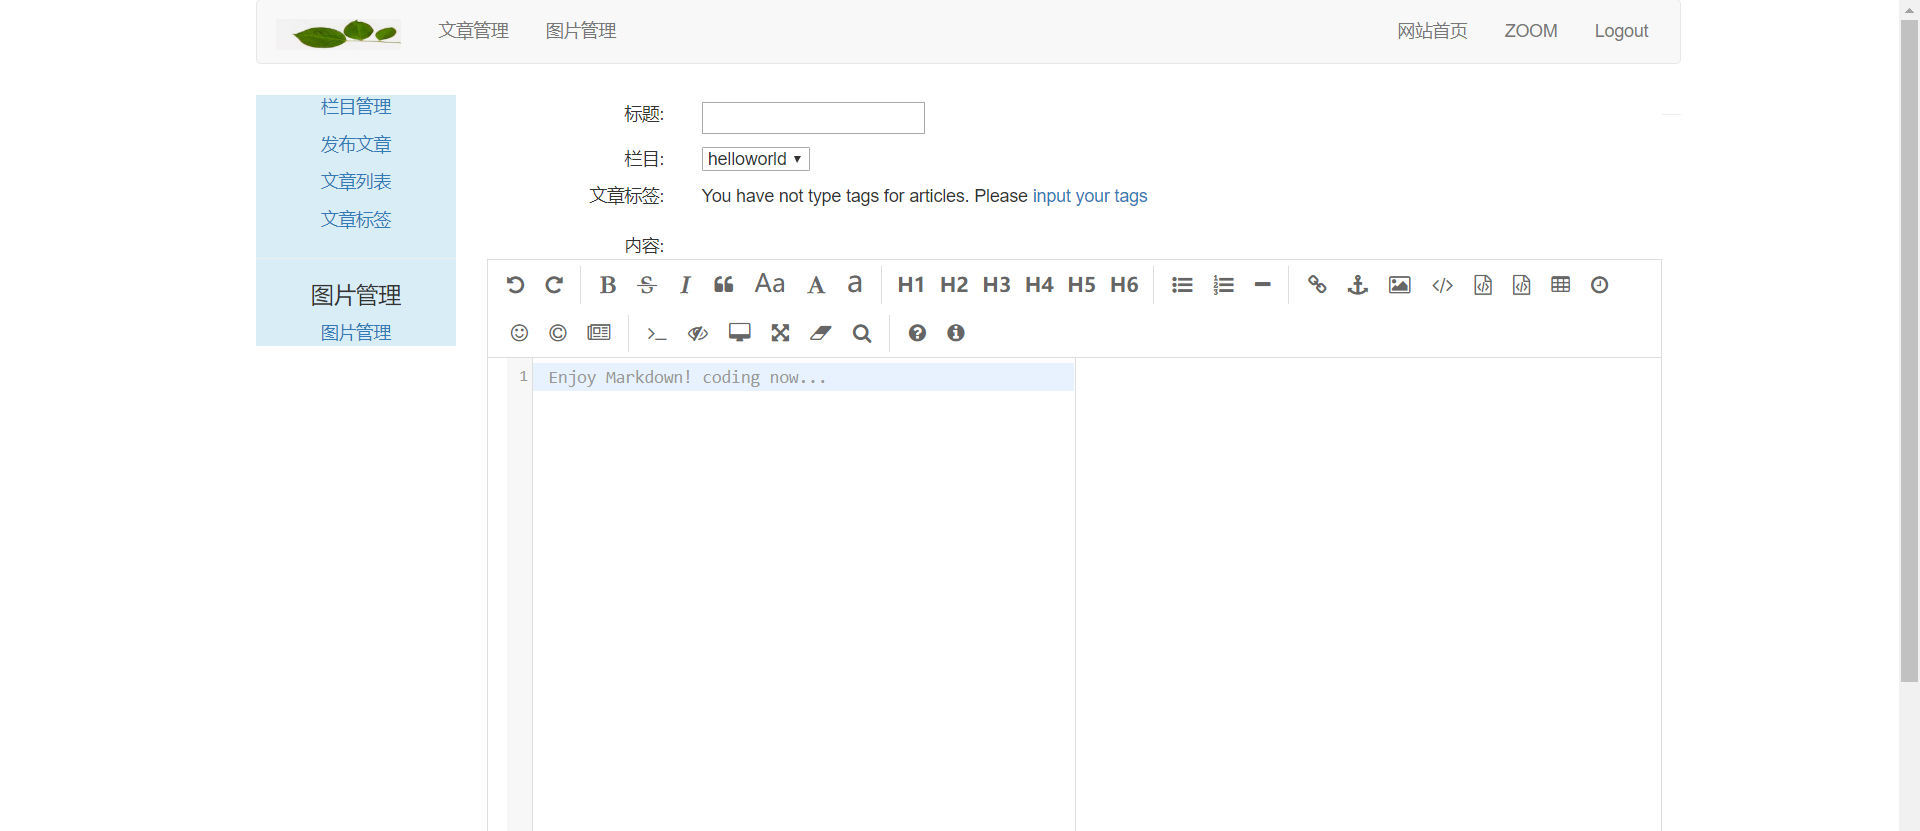 文章管理 图片管理 网站首页 ZOOM Logout
栏目管理
发布文章
文章列表
文章标签
图片管理
图片管理
标题:
栏目: helloworld
文章标签: You have not type tags for articles. Please input your tags
内容:
B S I Aa A a H1 H2 H3 H4 H5 H6
1 Enjoy Markdown! coding now...